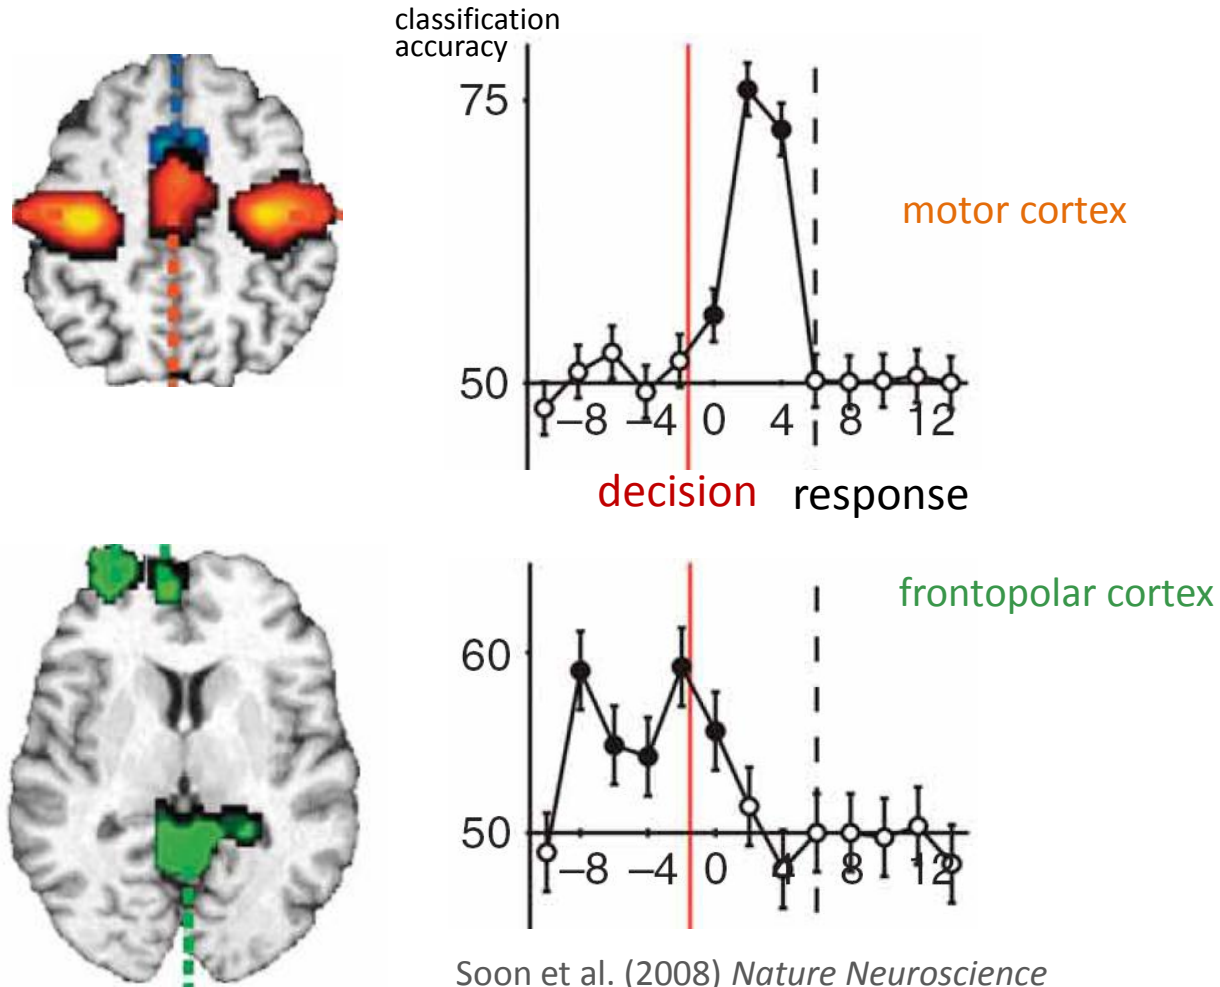 classification
accuracy
75
motor cortex
50
–8 –4 0 4 8 12
decision response
frontopolar cortex
60
50
–8 –4 0 4 8 12
Soon et al. (2008) Nature Neuroscience